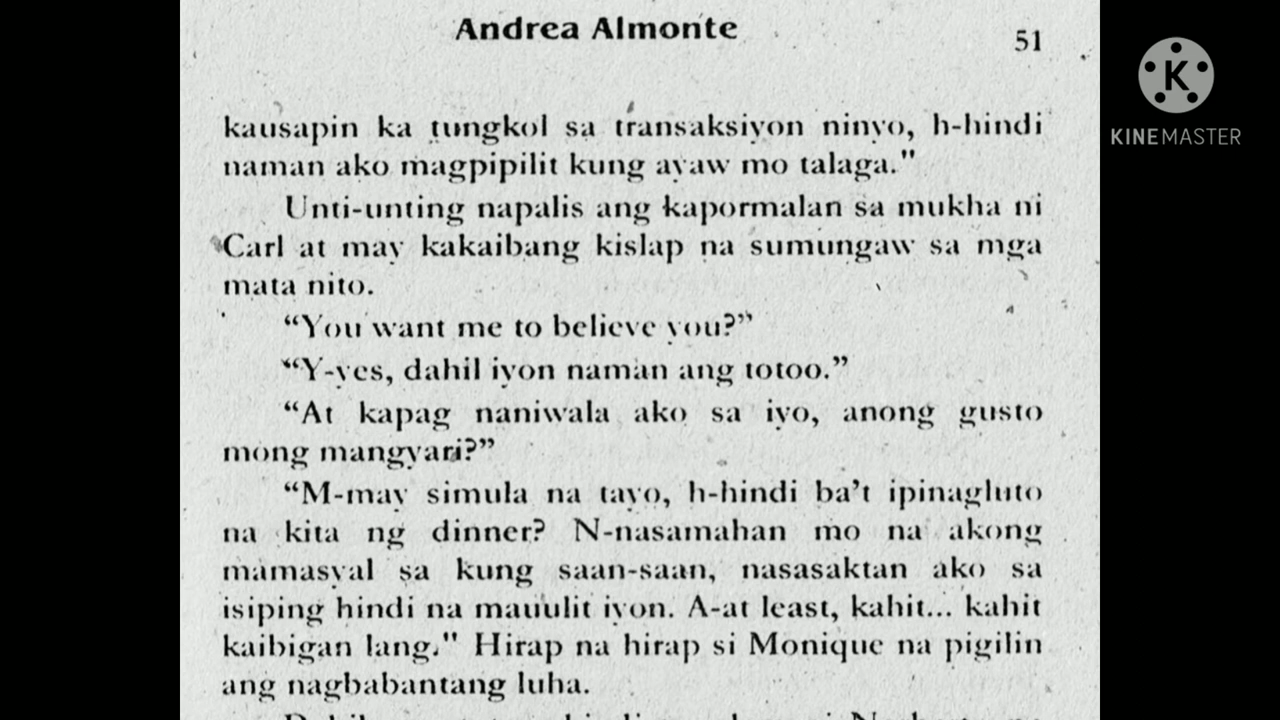 Andrea Almonte
51
kausapin ka tungkol sa transaksiyon ninyo, h-hindi
naman ako magpipilit kung ayaw mo talaga."
Unti-unting napalis ang kapormalan sa mukha ni
Carl at may kakaibang kislap na sumungaw sa mga
mata nito.
“You want me to believe you?”
“Y-yes, dahil iyon naman ang totoo.”
“At kapag naniwala ako sa iyo, anong gusto
mong mangyari?”
“M-may simula na tayo, h-hindi ba’t ipinagluto
na kita ng dinner? N-nasamahan mo na akong
mamasyal sa kung saan-saan, nasasaktan ako sa
isiping hindi na mauulit iyon. A-at least, kahit... kahit
kaibigan lang." Hirap na hirap si Monique na pigilin
ang nagbabantang luha.
K
KINEMASTER